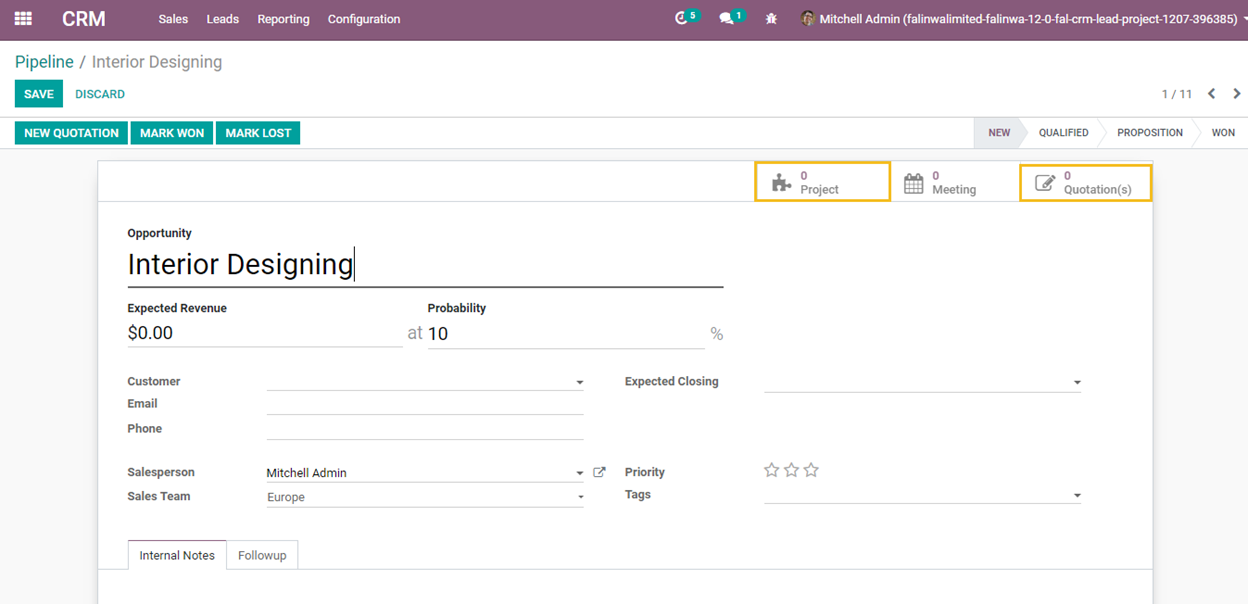 CRM Sales Leads Reporting Configuration 5 1 Mitchell Admin (falinwalimited-falinwa-12-0-fal-crm-lead-project-1207-396385)
Pipeline / Interior Designing
SAVE DISCARD 1 / 11
NEW QUOTATION MARK WON MARK LOST NEW QUALIFIED PROPOSITION WON
0 0 0
Project Meeting Quotation(s)
Opportunity
Interior Designing
Expected Revenue Probability
$0.00 at 10 %
Customer Expected Closing
Email
Phone
Salesperson Mitchell Admin Priority
Sales Team Europe Tags
Internal Notes Followup